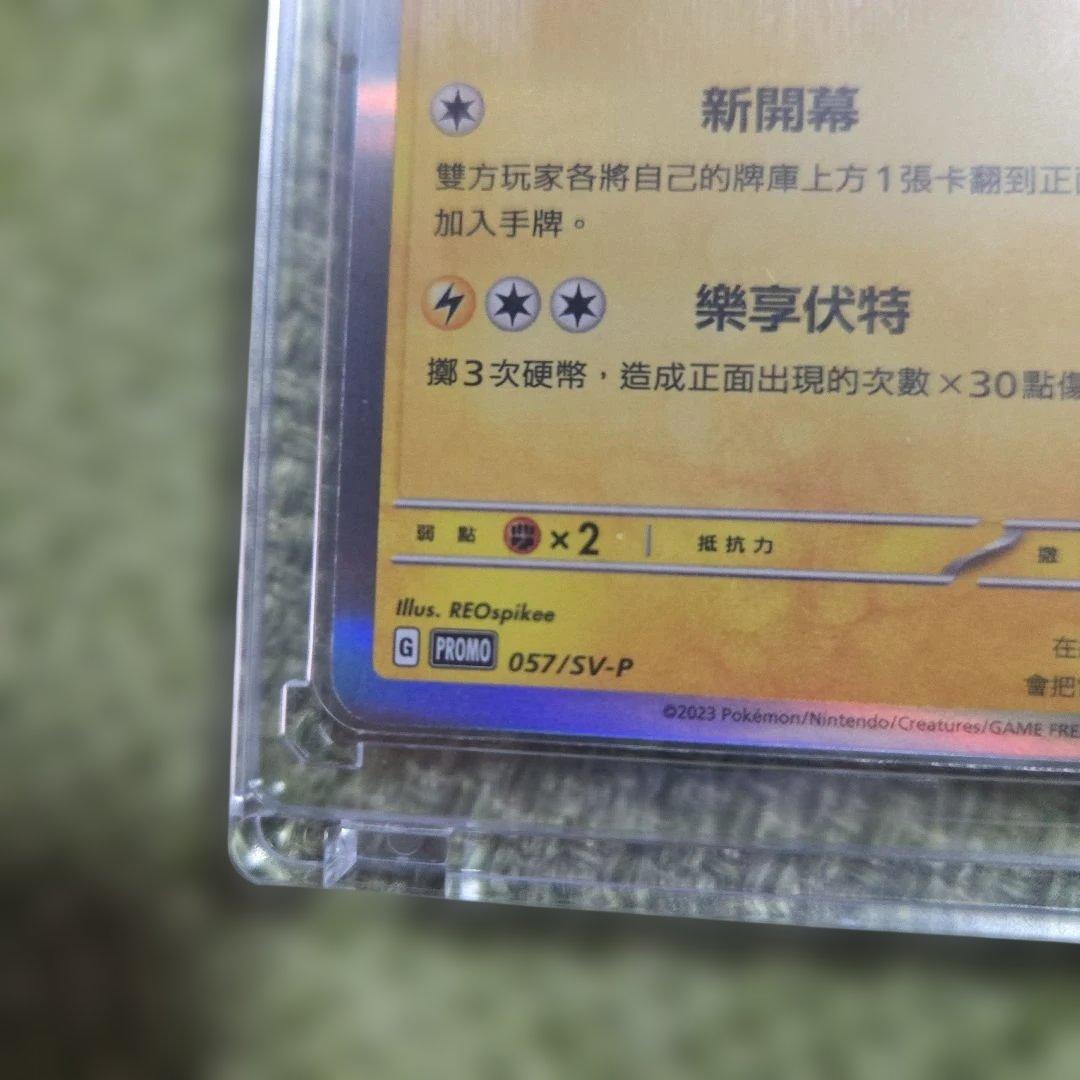 新開幕
雙方玩家各將自己的牌庫上方1張卡翻到正
加入手牌。
樂享伏特
擲3次硬幣，造成正面出現的次數×30點傷
弱 點 ×2 抵抗力 撤
Illus. REOspikee
G PROMO 057/SV-P
在
會把
©2023 Pokémon/Nintendo/Creatures/GAME FRE